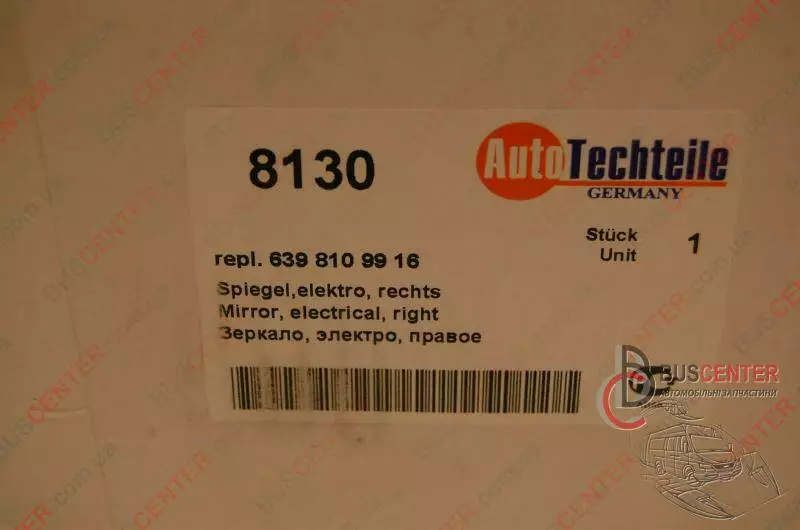 8130
AutoTechteile
GERMANY
Stück
Unit
1
repl. 639 810 99 16
Spiegel,elektro, rechts
Mirror, electrical, right
Зеркало, электро, правое
BUSCENTER
АВТОМОБІЛЬНІ ЗАПЧАСТИНИ